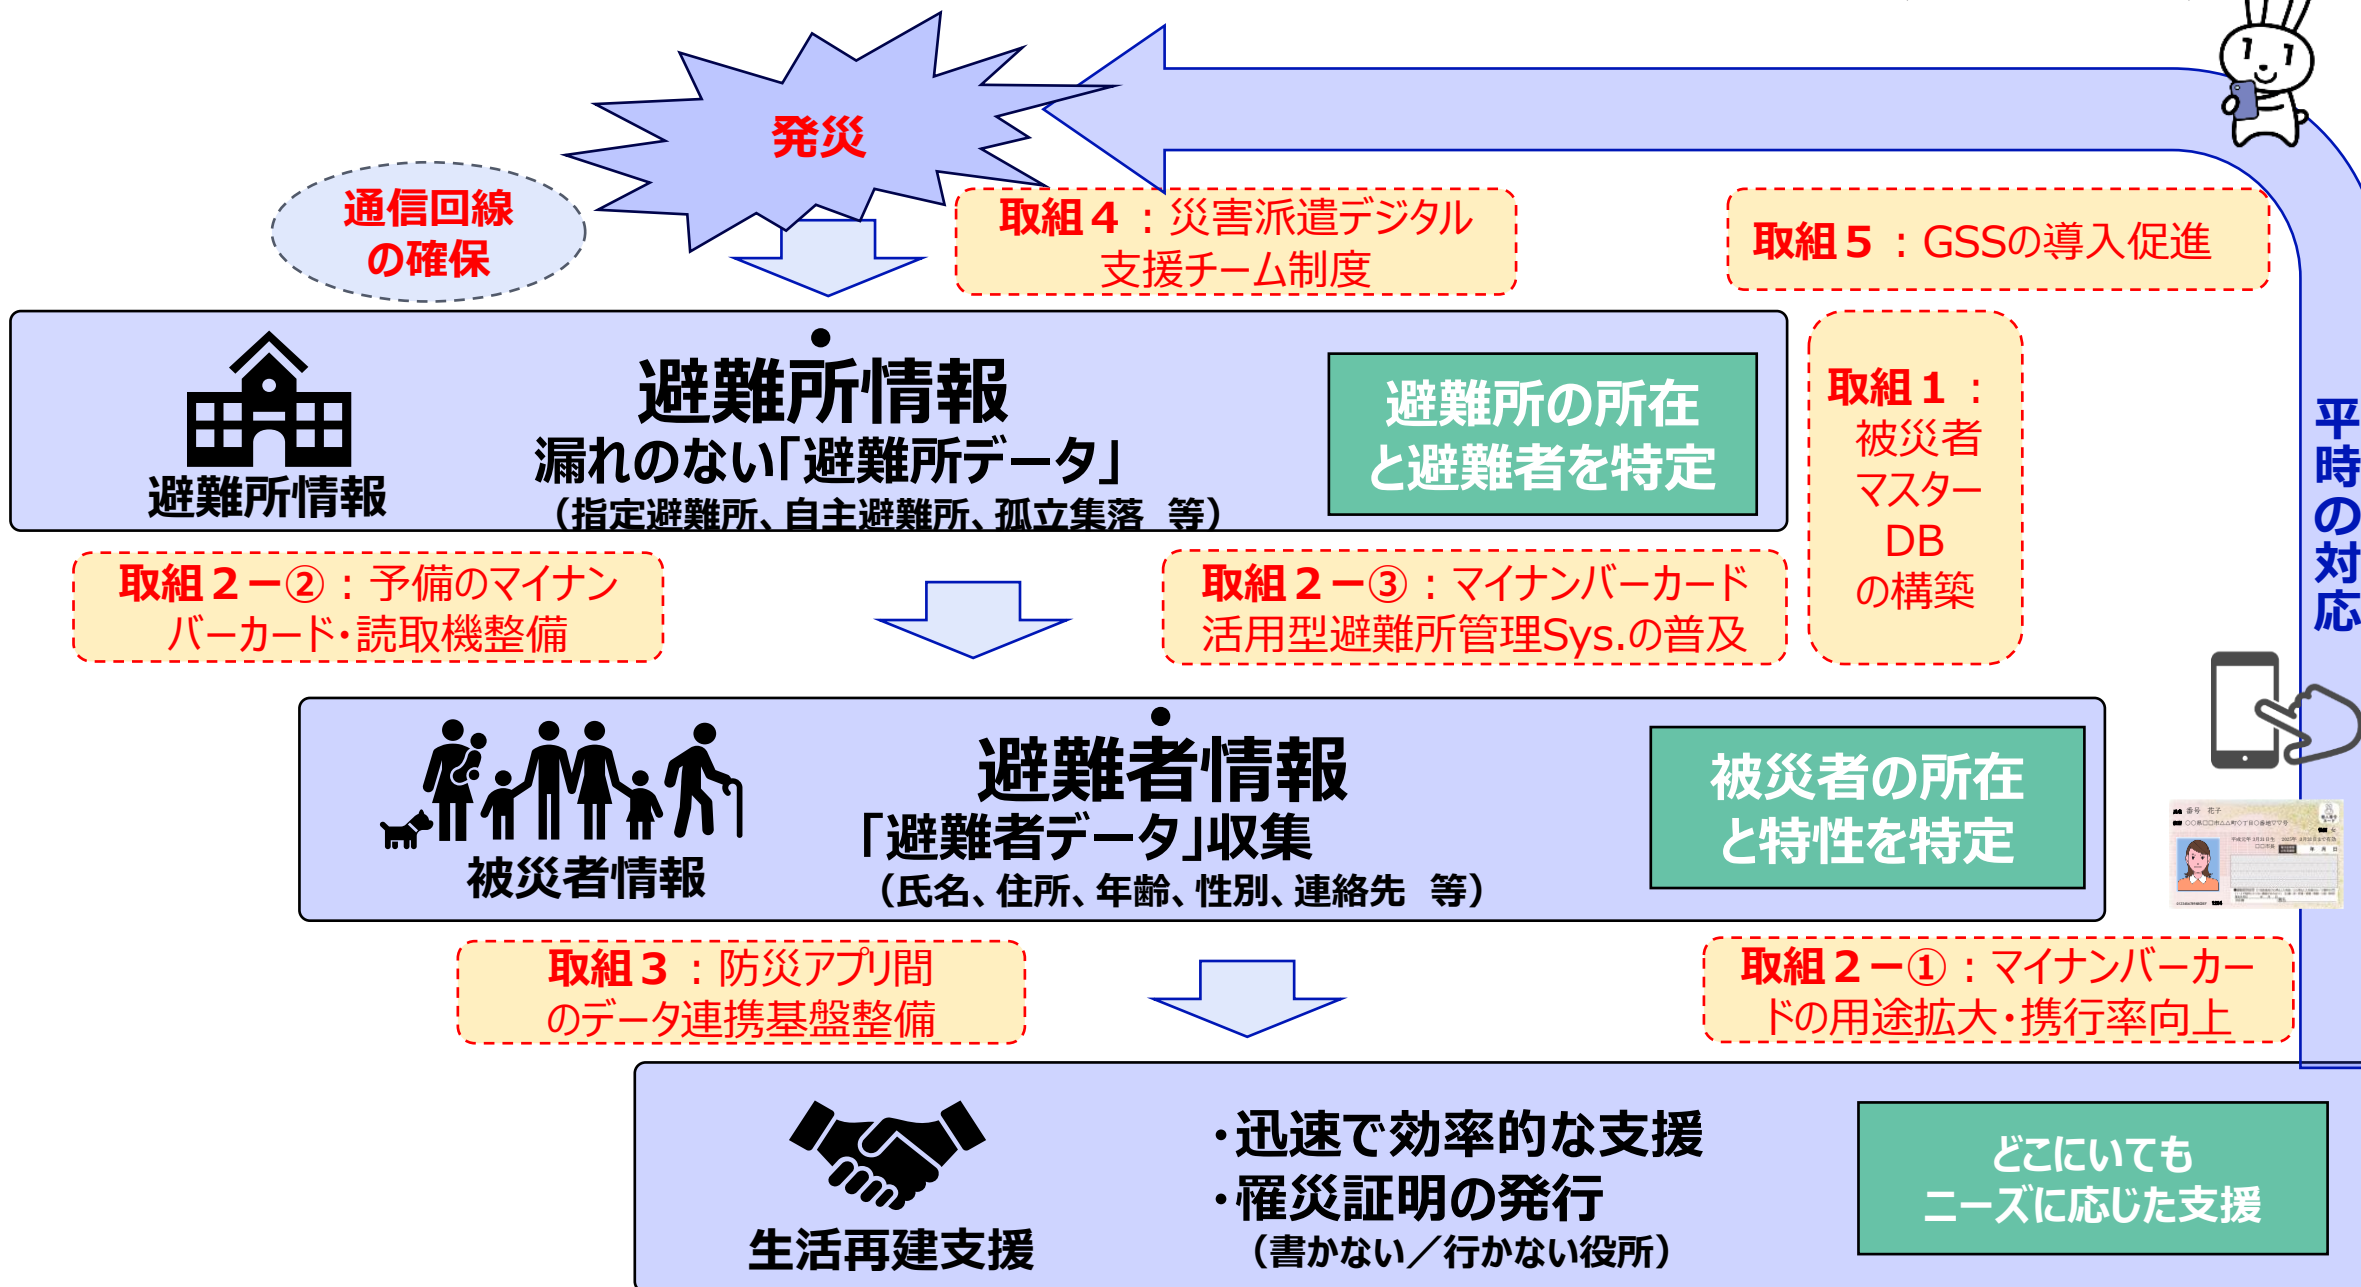 発災
通信回線
の確保
取組４：災害派遣デジタル
支援チーム制度
取組５：GSSの導入促進
避難所情報
避難所情報
漏れのない「避難所データ」
（指定避難所、自主避難所、孤立集落 等）
避難所の所在
と避難者を特定
取組１：
被災者
マスター
DB
の構築
平時の対応
取組２ー②：予備のマイナン
バーカード・読取機整備
取組２ー③：マイナンバーカード
活用型避難所管理Sys.の普及
被災者情報
避難者情報
「避難者データ」収集
（氏名、住所、年齢、性別、連絡先 等）
被災者の所在
と特性を特定
番号 花子
取組３：防災アプリ間
のデータ連携基盤整備
取組２ー①：マイナンバーカー
ドの用途拡大・携行率向上
生活再建支援
・迅速で効率的な支援
・罹災証明の発行
（書かない／行かない役所）
どこにいても
ニーズに応じた支援